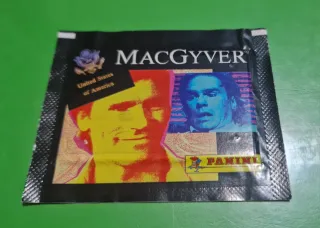 MACGYVER
United States
of America
PANINI